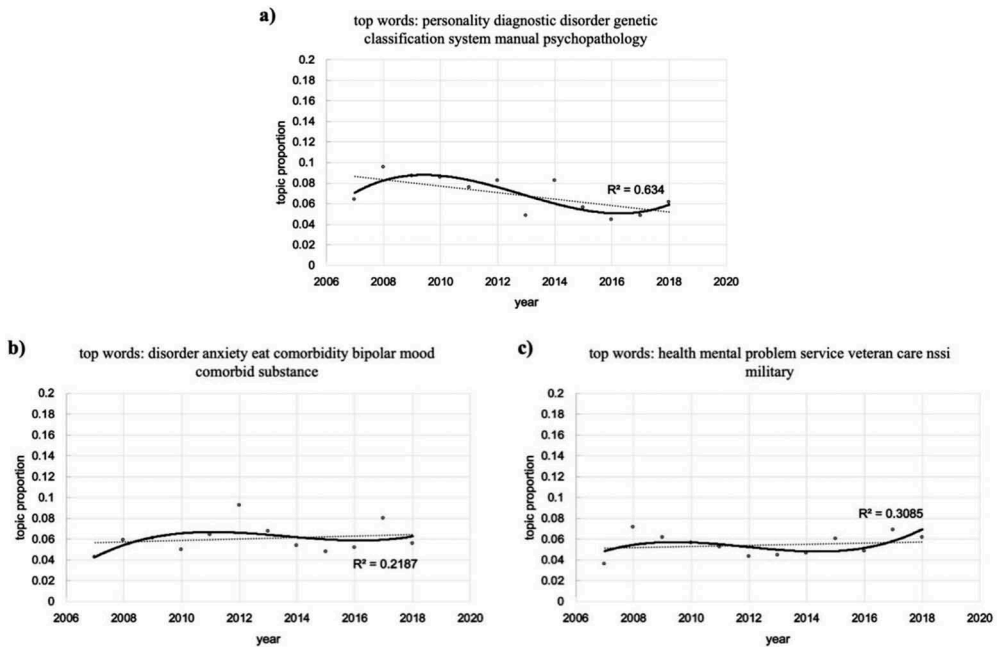 a)
top words: personality diagnostic disorder genetic
classification system manual psychopathology
0.2
0.18
0.16
0.14
0.12
0.1
0.08
0.06
0.04
0.02
0
topic proportion
R² = 0.634
2006 2008 2010 2012 2014 2016 2018 2020
year
b)
top words: disorder anxiety eat comorbidity bipolar mood
comorbid substance
0.2
0.18
0.16
0.14
0.12
0.1
0.08
0.06
0.04
0.02
0
topic proportion
R² = 0.2187
2006 2008 2010 2012 2014 2016 2018 2020
year
c)
top words: health mental problem service veteran care nssi
military
0.2
0.18
0.16
0.14
0.12
0.1
0.08
0.06
0.04
0.02
0
topic proportion
R² = 0.3085
2006 2008 2010 2012 2014 2016 2018 2020
year